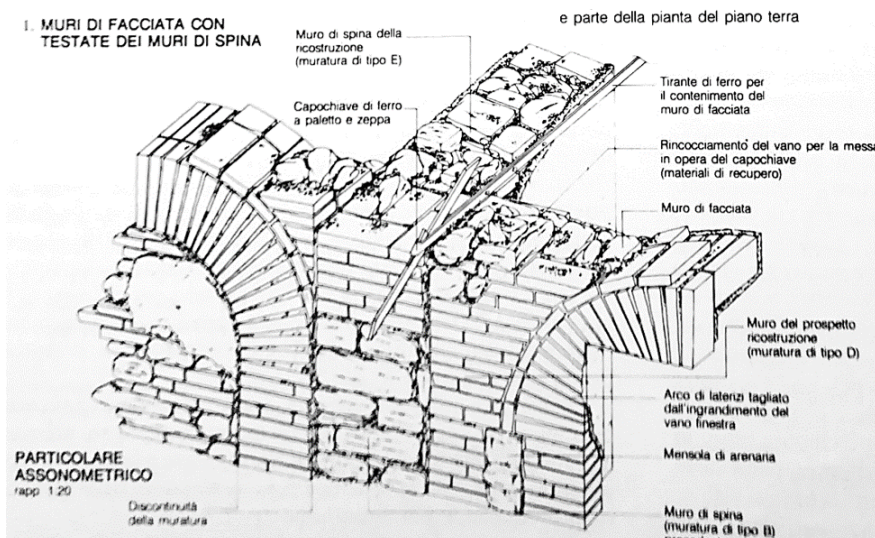 1. MURI DI FACCIATA CON
TESTATE DEI MURI DI SPINA
e parte della pianta del piano terra
Muro di spina della
ricostruzione
(muratura di tipo E)
Capochiave di ferro
a paletto e zeppa
Tirante di ferro per
il contenimento del
muro di facciata
Rincocciamento del vano per la messa
in opera del capochiave
(materiali di recupero)
Muro di facciata
Muro del prospetto
ricostruzione
(muratura di tipo D)
Arco di laterizi tagliato
dall'ingrandimento del
vano finestra
Mensola di arenaria
Muro di spina
(muratura di tipo B)
PARTICOLARE
ASSONOMETRICO
rapp 1:20
Discontinuità
della muratura